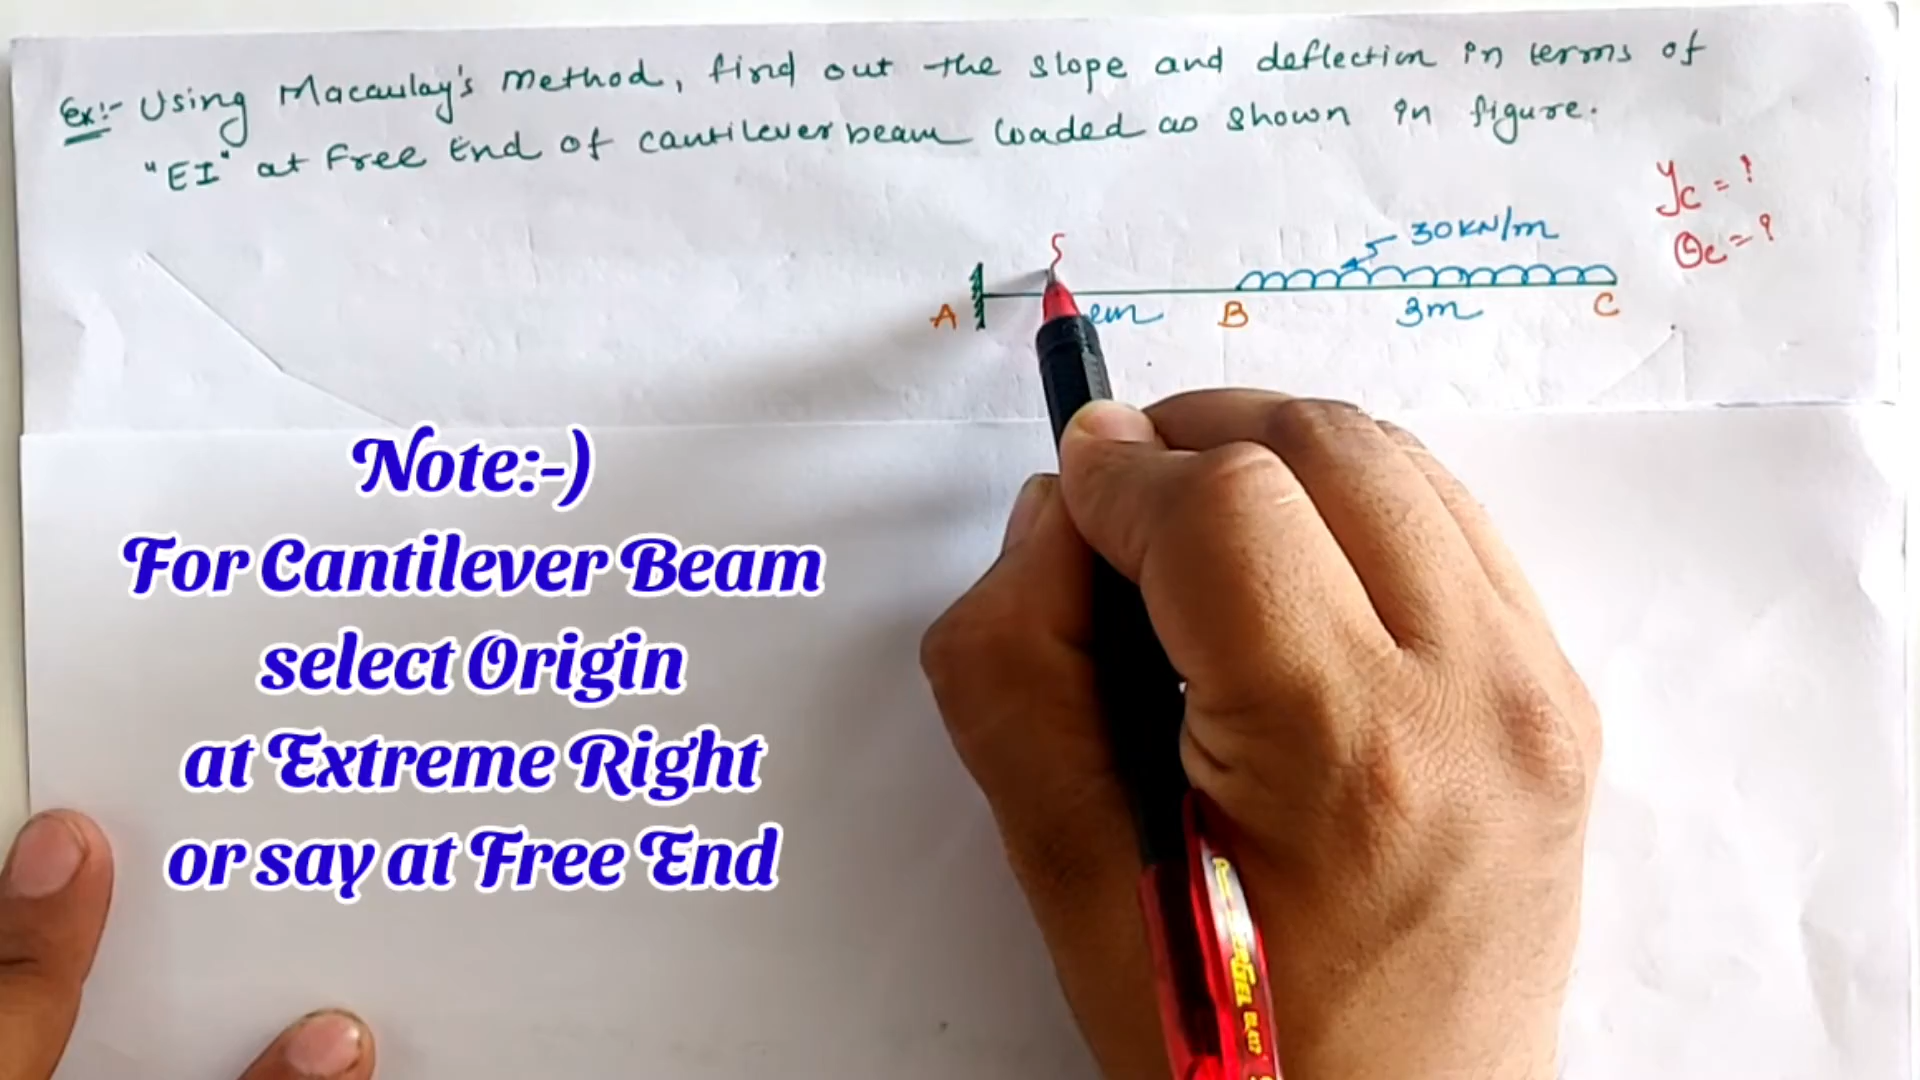 Ex:- Using Macaulay's Method, find out the slope and deflection in terms of
"EI" at Free End of cantilever beam loaded as shown in figure.
yc = ?
θc = ?
30KN/m
A
B
3m
C
Note:-)
For Cantilever Beam
select Origin
at Extreme Right
or say at Free End